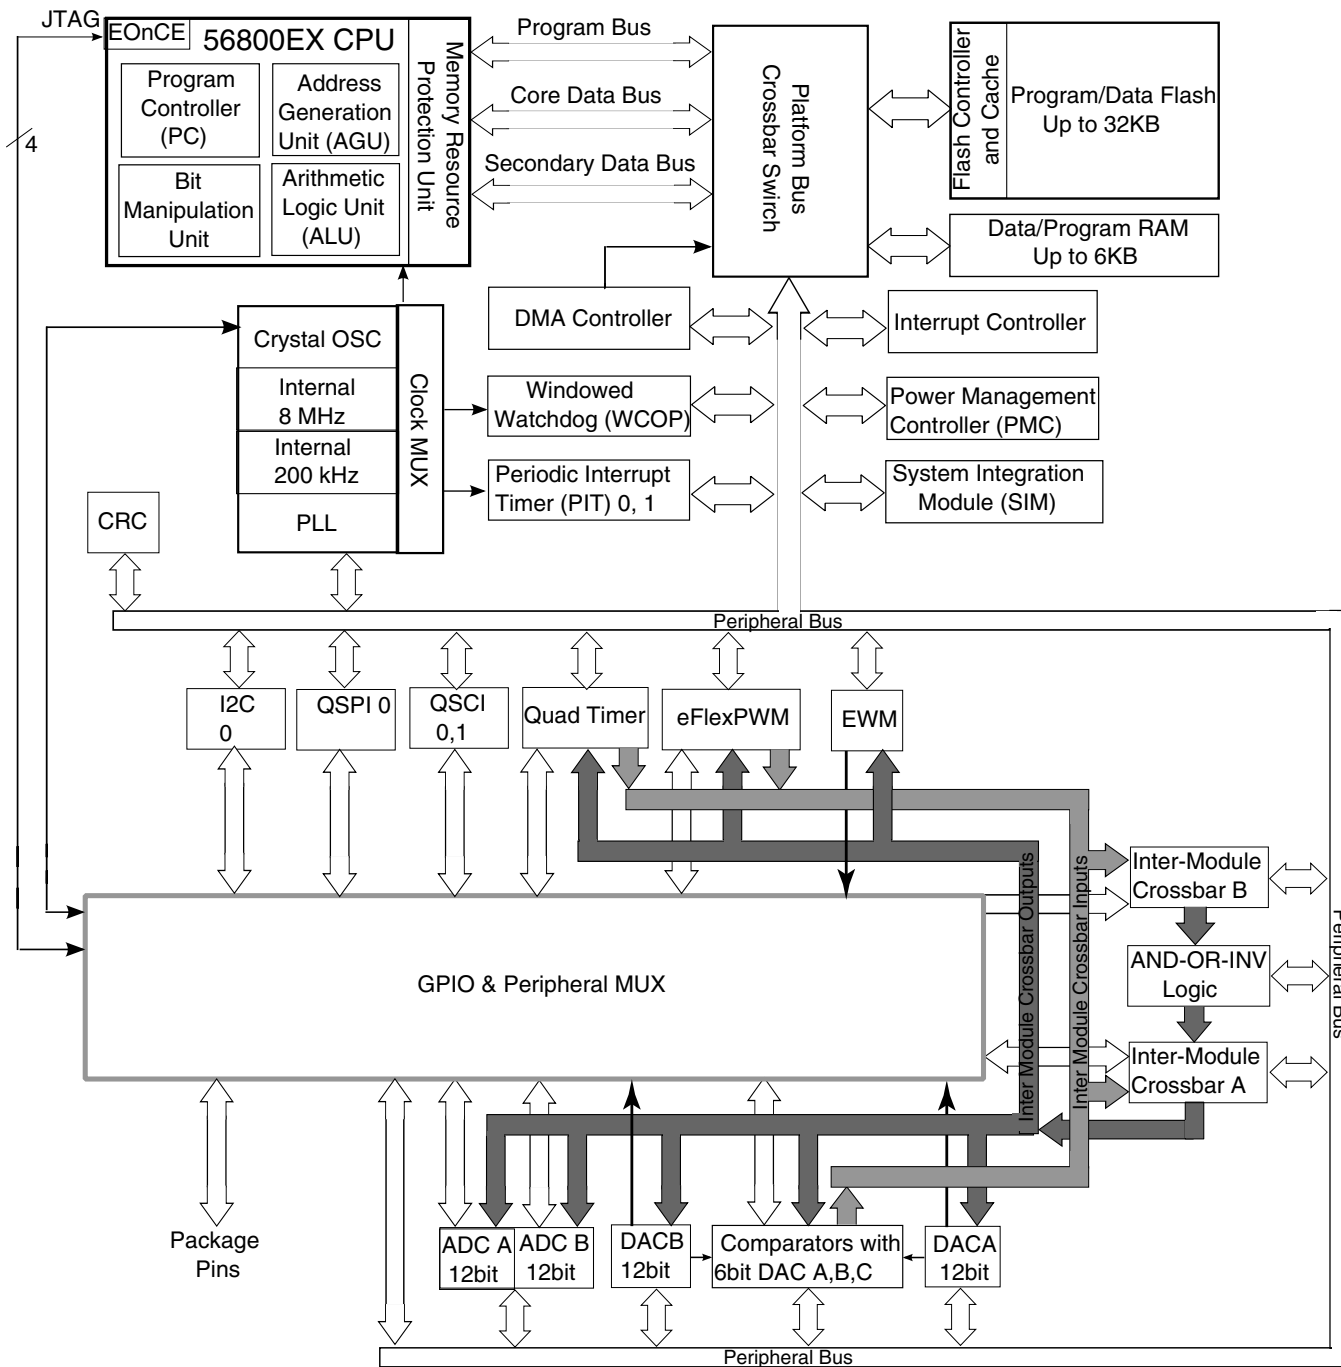 JTAG
EOnCE
56800EX CPU
Program
Controller
(PC)
Address
Generation
Unit (AGU)
Bit
Manipulation
Unit
Arithmetic
Logic Unit
(ALU)
Memory Resource
Protection Unit
4
Program Bus
Core Data Bus
Secondary Data Bus
Platform Bus
Crossbar Swirch
Flash Controller
and Cache
Program/Data Flash
Up to 32KB
Data/Program RAM
Up to 6KB
Crystal OSC
Internal
8 MHz
Internal
200 kHz
PLL
Clock MUX
DMA Controller
Interrupt Controller
Windowed
Watchdog (WCOP)
Power Management
Controller (PMC)
Periodic Interrupt
Timer (PIT) 0, 1
System Integration
Module (SIM)
CRC
Peripheral Bus
I2C
0
QSPI 0
QSCI
0,1
Quad Timer
eFlexPWM
EWM
Inter Module Crossbar Outputs
Inter Module Crossbar Inputs
Inter-Module
Crossbar B
AND-OR-INV
Logic
Inter-Module
Crossbar A
Peripheral Bus
GPIO & Peripheral MUX
Package
Pins
ADC A
12bit
ADC B
12bit
DACB
12bit
Comparators with
6bit DAC A,B,C
DACA
12bit
Peripheral Bus